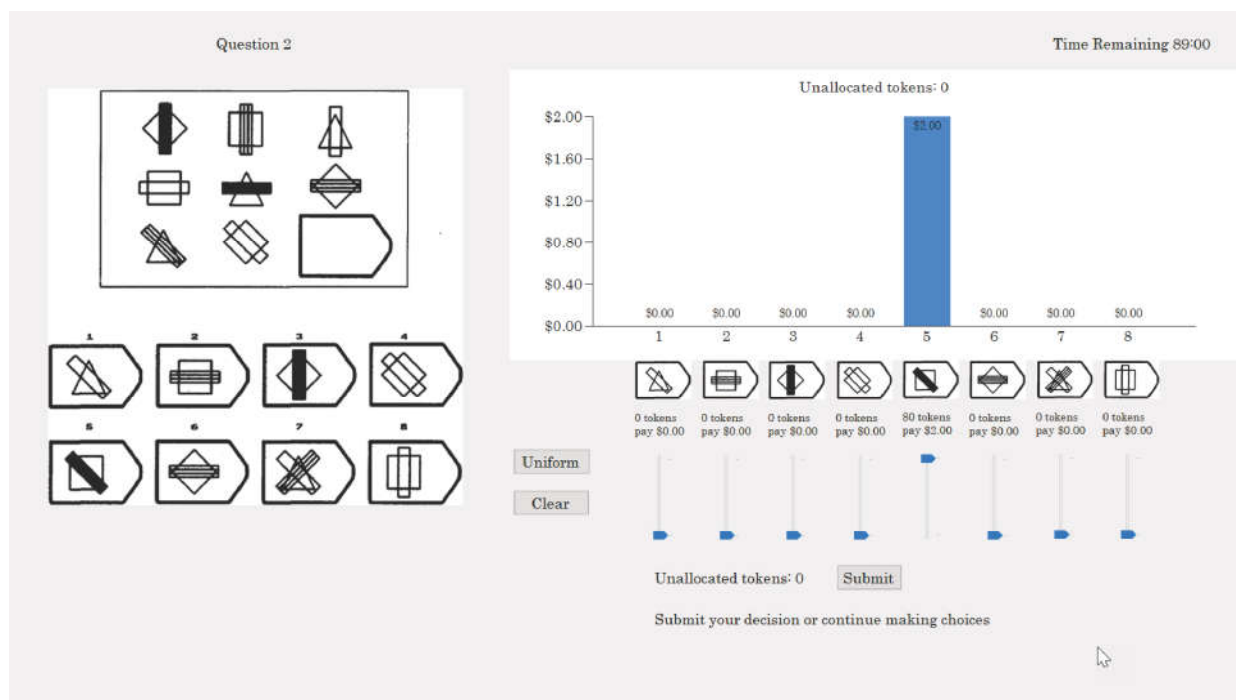 Question 2
Time Remaining 89:00
Unallocated tokens: 0
$2.00
$1.60
$1.20
$0.80
$0.40
$0.00
$0.00 $0.00 $0.00 $0.00 $2.00 $0.00 $0.00 $0.00
1 2 3 4 5 6 7 8
1 2 3 4
5 6 7 8
0 tokens 0 tokens 0 tokens 0 tokens 80 tokens 0 tokens 0 tokens 0 tokens
pay $0.00 pay $0.00 pay $0.00 pay $0.00 pay $2.00 pay $0.00 pay $0.00 pay $0.00
Uniform
Clear
Unallocated tokens: 0 Submit
Submit your decision or continue making choices